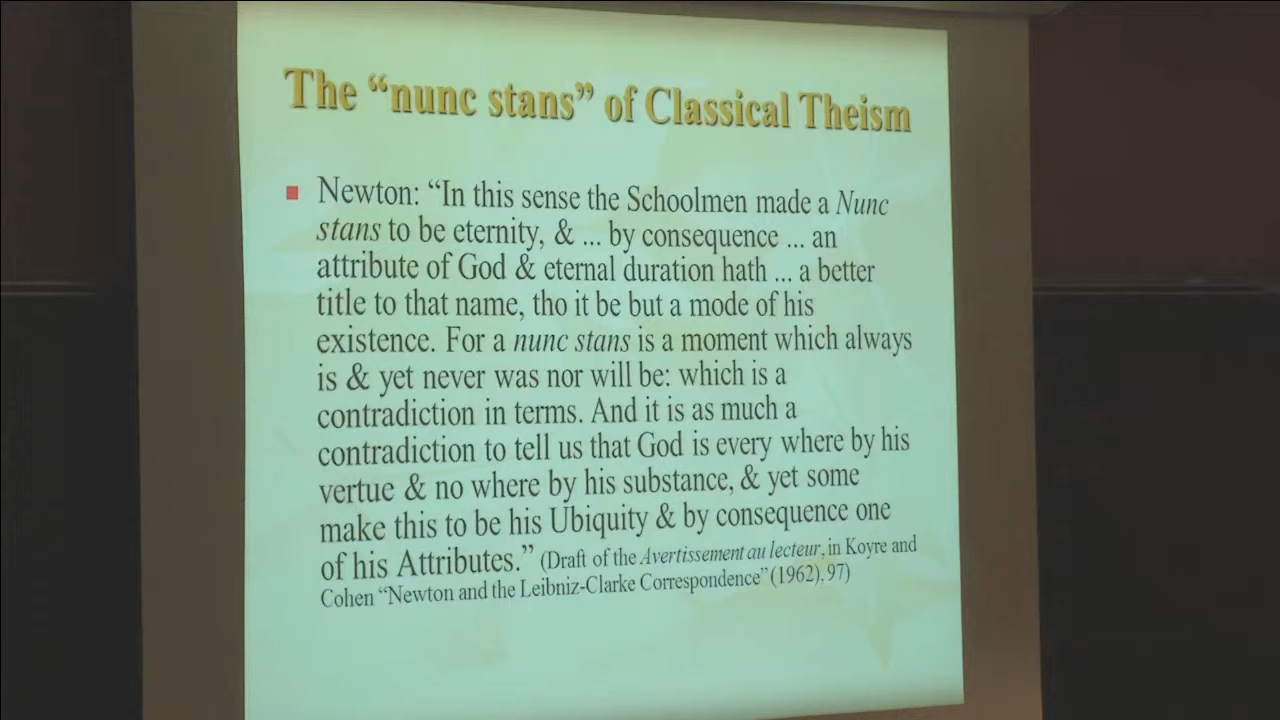 The “nunc stans” of Classical Theism
Newton: “In this sense the Schoolmen made a Nunc
stans to be eternity, & ... by consequence ... an
attribute of God & eternal duration hath ... a better
title to that name, tho it be but a mode of his
existence. For a nunc stans is a moment which always
is & yet never was nor will be: which is a
contradiction in terms. And it is as much a
contradiction to tell us that God is every where by his
vertue & no where by his substance, & yet some
make this to be his Ubiquity & by consequence one
of his Attributes.” (Draft of the Avertissement au lecteur, in Koyre and
Cohen “Newton and the Leibniz-Clarke Correspondence” (1962), 97)